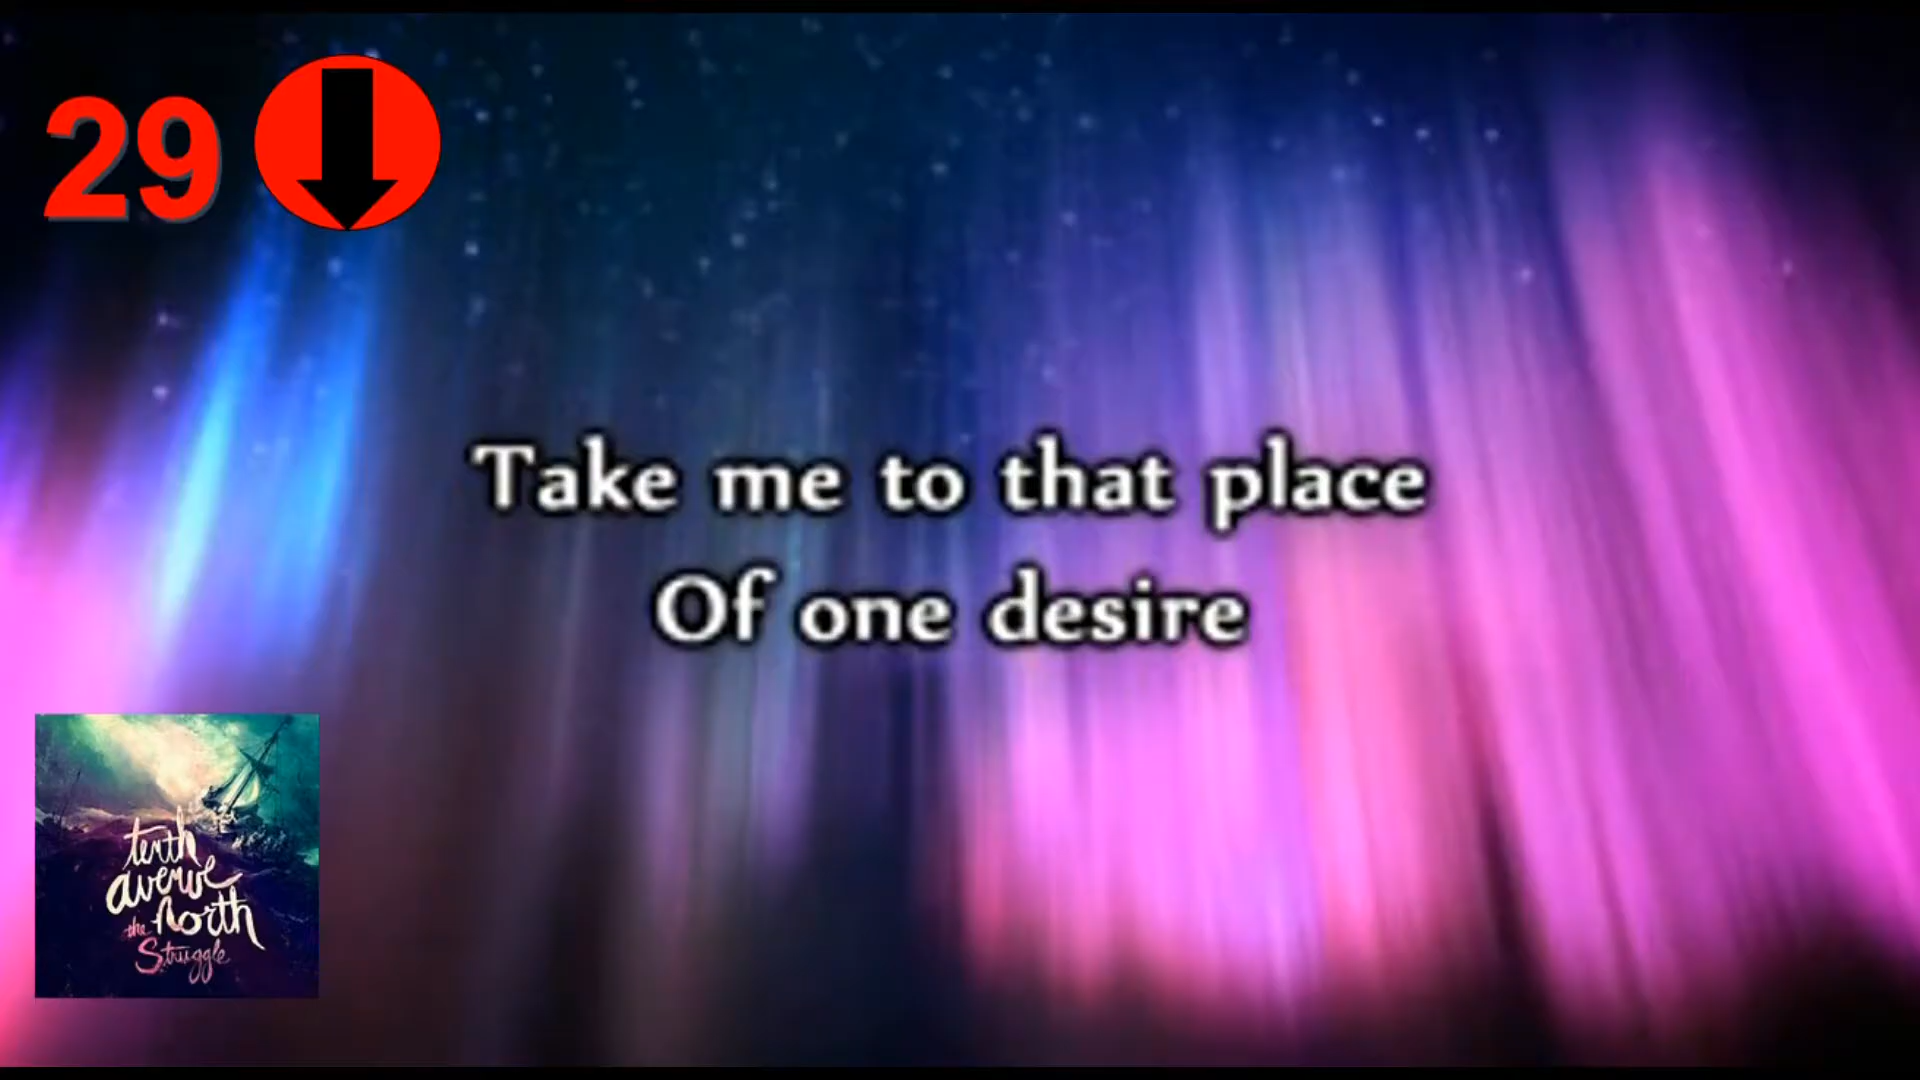 29
Take me to that place
Of one desire
tenth
avenue
north
the
Struggle